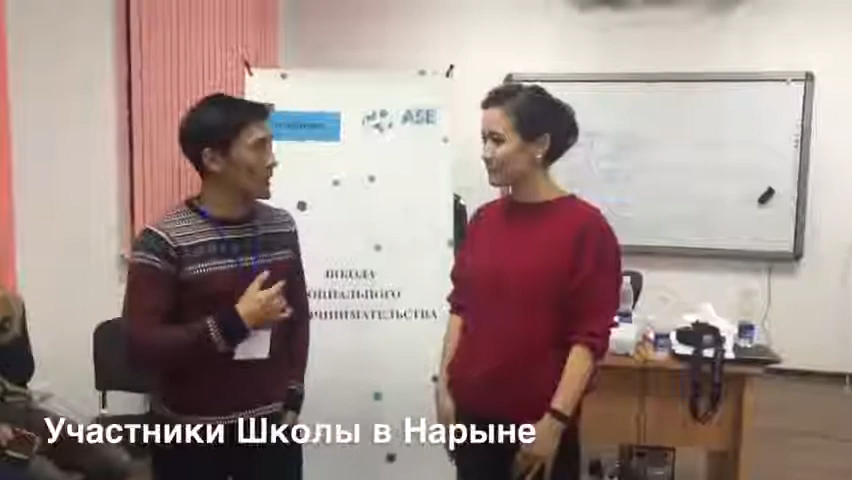 ASE
ШКОЛА
СОЦИАЛЬНОГО
ПРЕДПРИНИМАТЕЛЬСТВА
Участники Школы в Нарыне